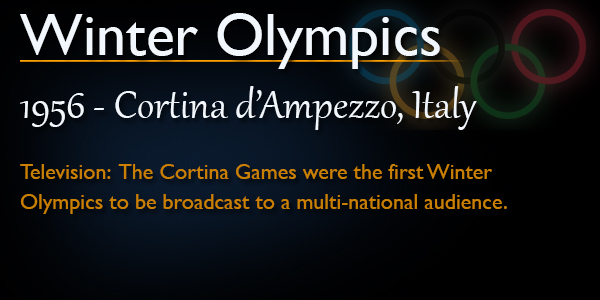 Winter Olympics
1956 - Cortina d'Ampezzo, Italy
Television: The Cortina Games were the first Winter
Olympics to be broadcast to a multi-national audience.